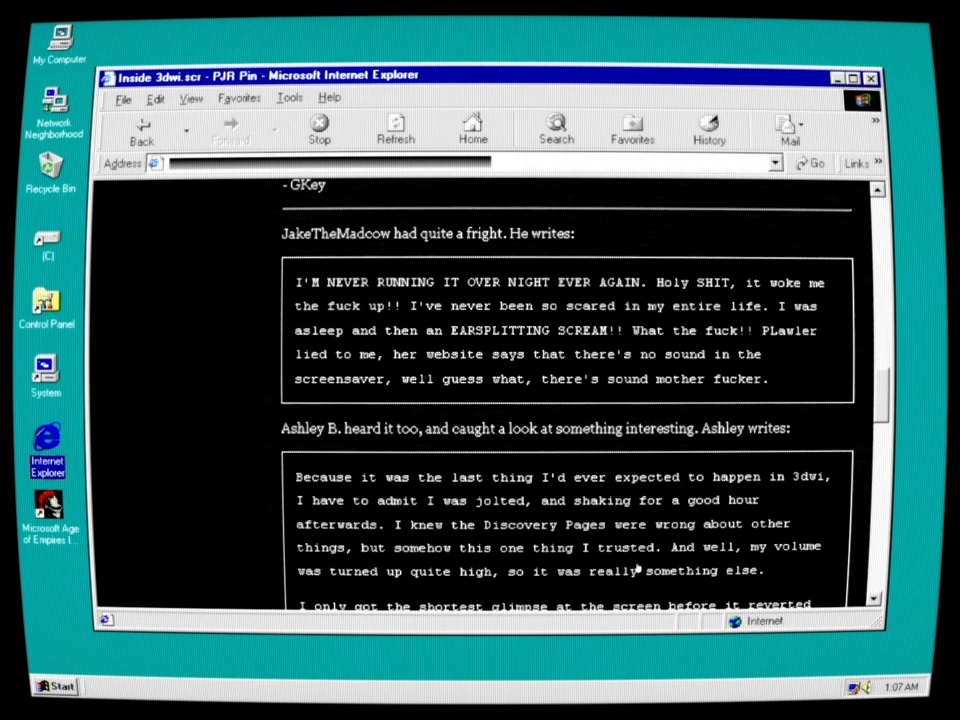 My Computer
Network
Neighborhood
Recycle Bin
(C)
Control Panel
System
Internet
Explorer
Microsoft Age
of Empires I...
Inside 3dwi.scr - PJR Pin - Microsoft Internet Explorer
File Edit View Favorites Tools Help
Back Forward Stop Refresh Home Search Favorites History Mail »
Address Go Links »
- GKey
JakeTheMadcow had quite a fright. He writes:
I'M NEVER RUNNING IT OVER NIGHT EVER AGAIN. Holy SHIT, it woke me
the fuck up!! I've never been so scared in my entire life. I was
asleep and then an EARSPLITTING SCREAM!! What the fuck!! PLawler
lied to me, her website says that there's no sound in the
screensaver, well guess what, there's sound mother fucker.
Ashley B. heard it too, and caught a look at something interesting. Ashley writes:
Because it was the last thing I'd ever expected to happen in 3dwi,
I have to admit I was jolted, and shaking for a good hour
afterwards. I knew the Discovery Pages were wrong about other
things, but somehow this one thing I trusted. And well, my volume
was turned up quite high, so it was really something else.
I only got the shortest glimpse at the screen before it reverted
Internet
Start
1:07 AM